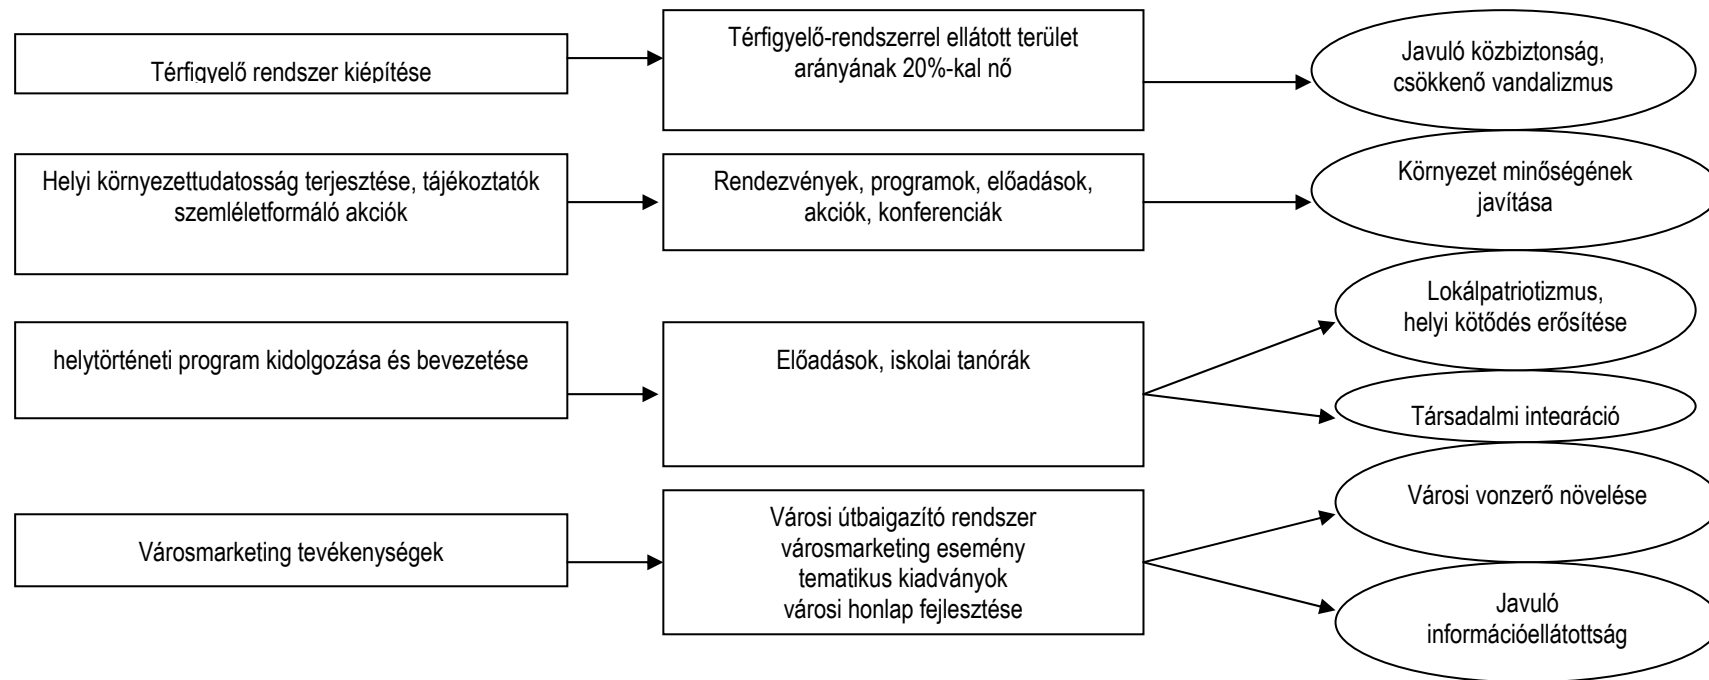 Térfigyelő rendszer kiépítése
Térfigyelő-rendszerrel ellátott terület
arányának 20%-kal nő
Javuló közbiztonság,
csökkenő vandalizmus
Helyi környezettudatosság terjesztése, tájékoztatók
szemléletformáló akciók
Rendezvények, programok, előadások,
akciók, konferenciák
Környezet minőségének
javítása
helytörténeti program kidolgozása és bevezetése
Előadások, iskolai tanórák
Lokálpatriotizmus,
helyi kötődés erősítése
Társadalmi integráció
Városmarketing tevékenységek
Városi útbaigazító rendszer
városmarketing esemény
tematikus kiadványok
városi honlap fejlesztése
Városi vonzerő növelése
Javuló
információellátottság